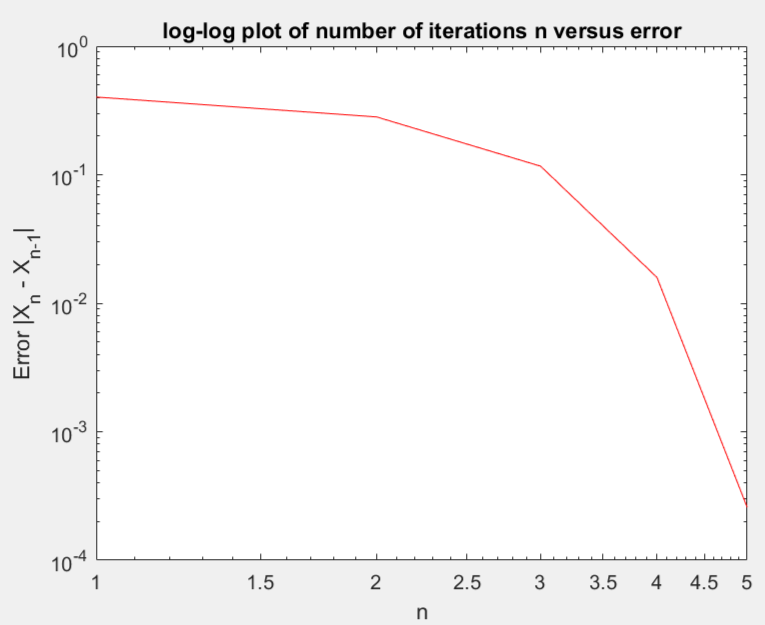 log-log plot of number of iterations n versus error
10^0
10^-1
10^-2
10^-3
10^-4
Error |X_n - X_n-1|
1 1.5 2 2.5 3 3.5 4 4.5 5
n